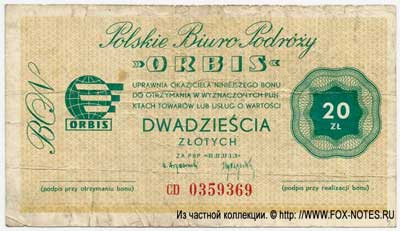 Polskie Biuro Podróży
"ORBIS"
BON
ORBIS
UPRAWNIA OKAZICIELA NINIEJSZEGO BONU
DO OTRZYMANIA W WYZNACZONYCH PUN-
KTACH TOWARÓW LUB USŁUG O WARTOŚCI
DWADZIEŚCIA
ZŁOTYCH
20
ZŁ
ZA PBP "ORBIS"
CD 0359369
(podpis przy otrzymaniu bonu)
(podpis przy realizacji bonu)
Из частной коллекции. © http://www.FOX-NOTES.RU